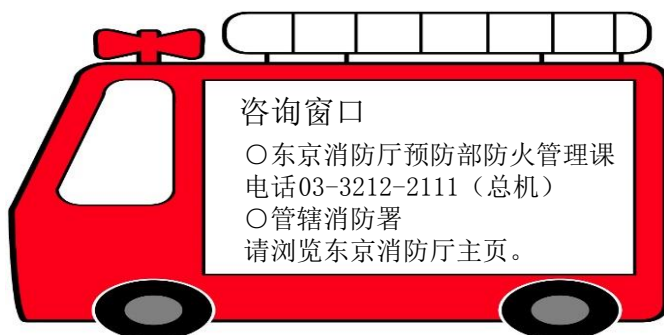 咨询窗口
○东京消防厅预防部防火管理课
电话03-3212-2111（总机）
○管辖消防署
请浏览东京消防厅主页。